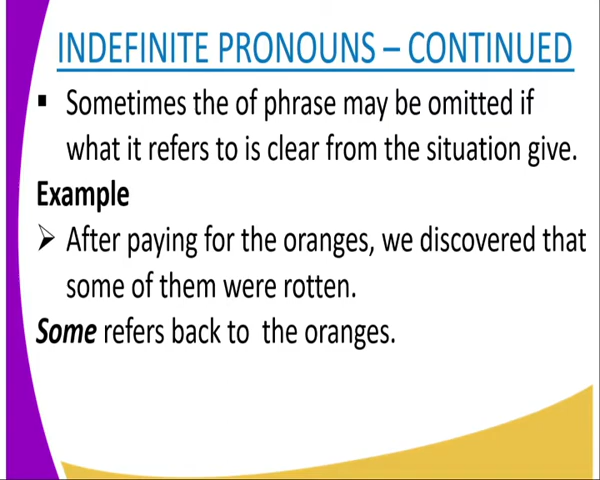 INDEFINITE PRONOUNS – CONTINUED
▪ Sometimes the of phrase may be omitted if
what it refers to is clear from the situation give.
Example
➢ After paying for the oranges, we discovered that
some of them were rotten.
Some refers back to the oranges.